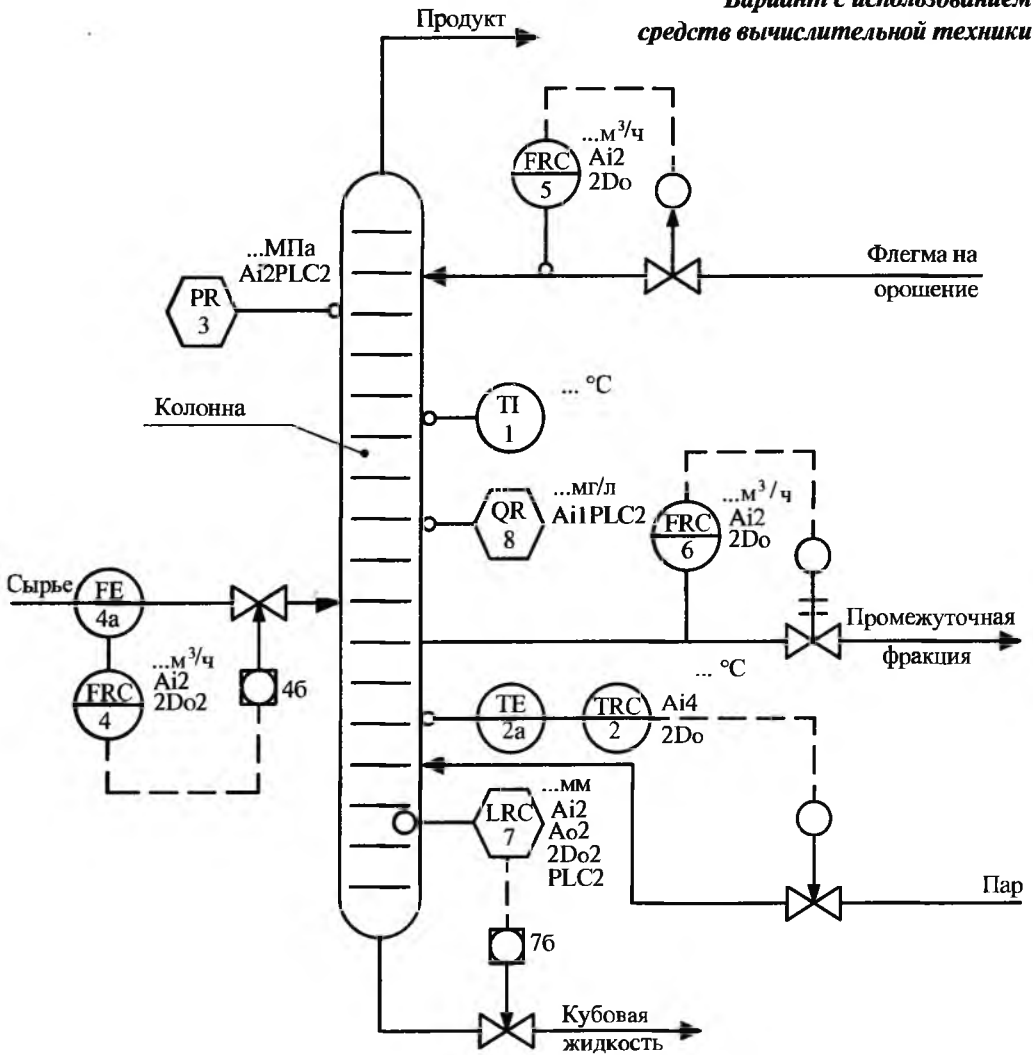 Вариант с использованием
средств вычислительной техники
Продукт
...м³/ч
FRC
5
Ai2
2Do
Флегма на
орошение
...МПа
Ai2PLC2
PR
3
... °C
TI
1
Колонна
...мг/л
QR
8
Ai1PLC2
...м³/ч
FRC
6
Ai2
2Do
Сырье
FE
4а
Промежуточная
фракция
...м³/ч
FRC
4
Ai2
2Do2
4б
... °C
TE
2а
TRC
2
Ai4
2Do
...мм
LRC
7
Ai2
Ao2
2Do2
PLC2
Пар
7б
Кубовая
жидкость